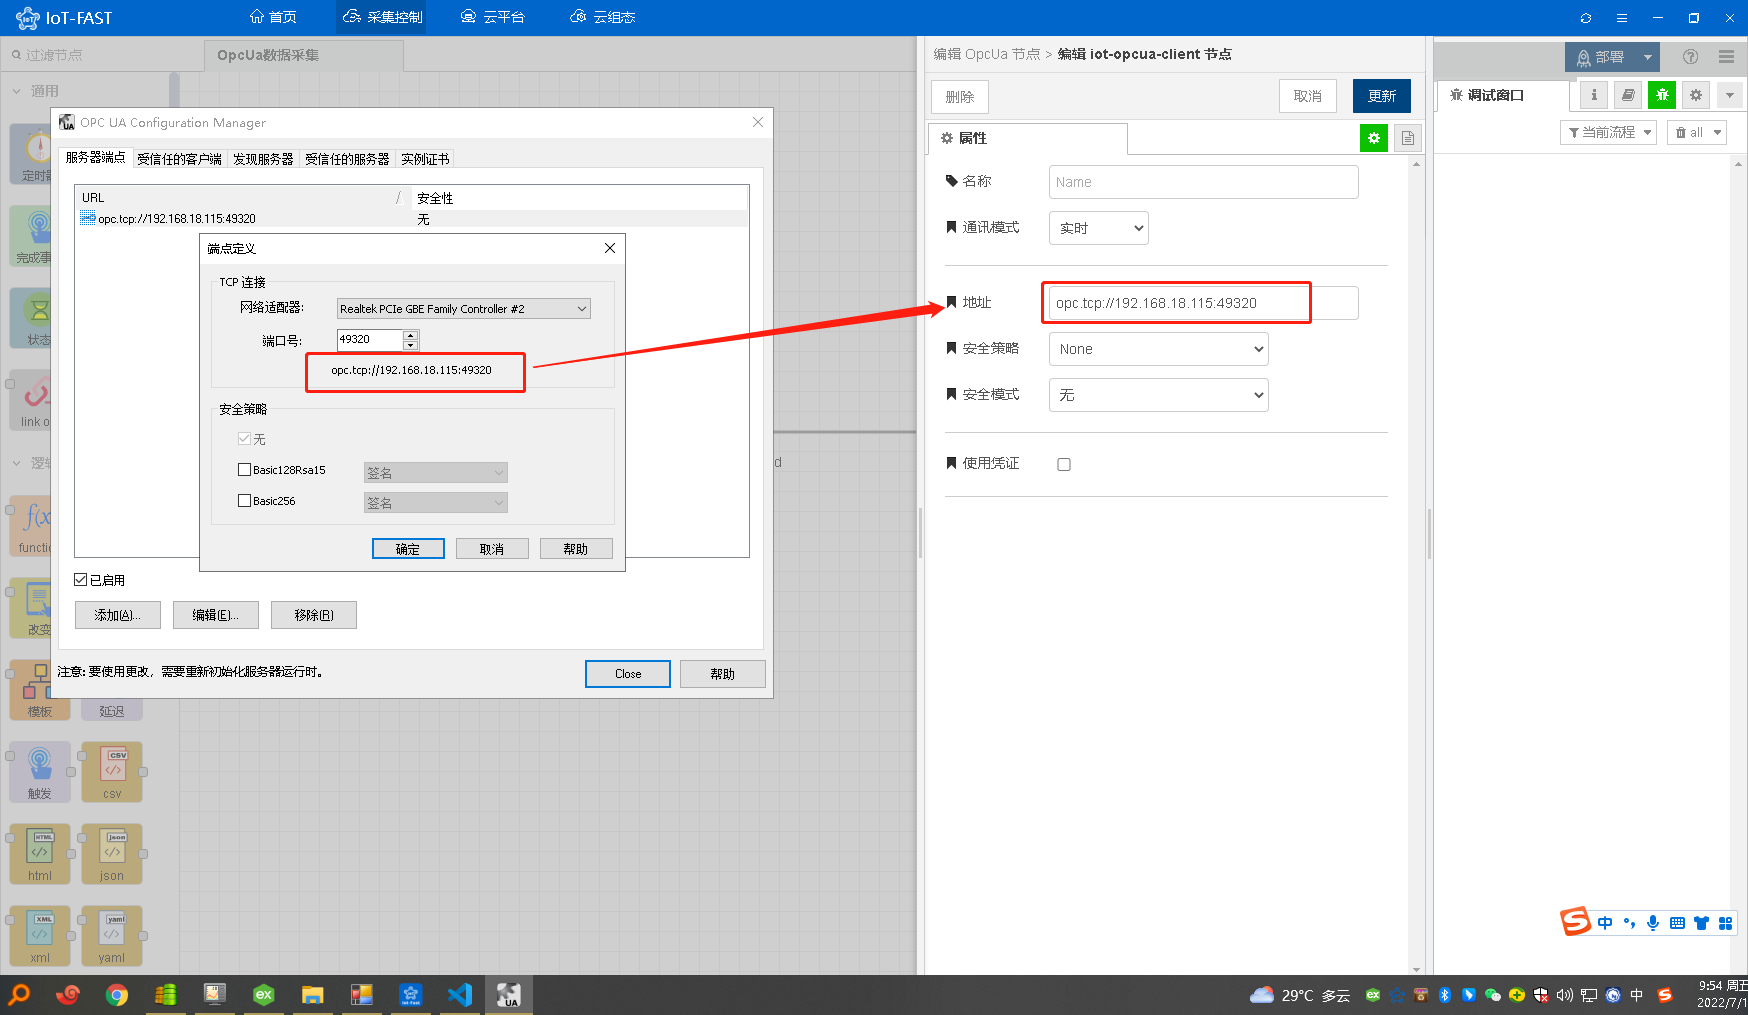 IoT-FAST
首页
采集控制
云平台
云组态
过滤节点
OpcUa数据采集
通用
定时器
完成事
状态
link o
逻
functi
改变
模板
延迟
触发
csv
html
json
xml
yaml
OPC UA Configuration Manager
服务器端点
受信任的客户端
发现服务器
受信任的服务器
实例证书
URL
/
安全性
opc.tcp://192.168.18.115:49320
无
端点定义
TCP 连接
网络适配器:
Realtek PCIe GBE Family Controller #2
端口号:
49320
opc.tcp://192.168.18.115:49320
安全策略
无
Basic128Rsa15
签名
Basic256
签名
确定
取消
帮助
已启用
添加(A)...
编辑(E)...
移除(R)
注意: 要使用更改，需要重新初始化服务器运行时。
Close
帮助
d
编辑 OpcUa 节点 > 编辑 iot-opcua-client 节点
删除
取消
更新
属性
名称
Name
通讯模式
实时
地址
opc.tcp://192.168.18.115:49320
安全策略
None
安全模式
无
使用凭证
部署
调试窗口
当前流程
all
中
29°C 多云
中
9:54 周五
2022/7/1